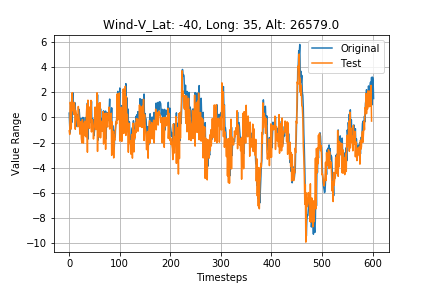 Wind-V_Lat: -40, Long: 35, Alt: 26579.0
Original
Test
6
4
2
0
−2
−4
−6
−8
−10
Value Range
0 100 200 300 400 500 600
Timesteps